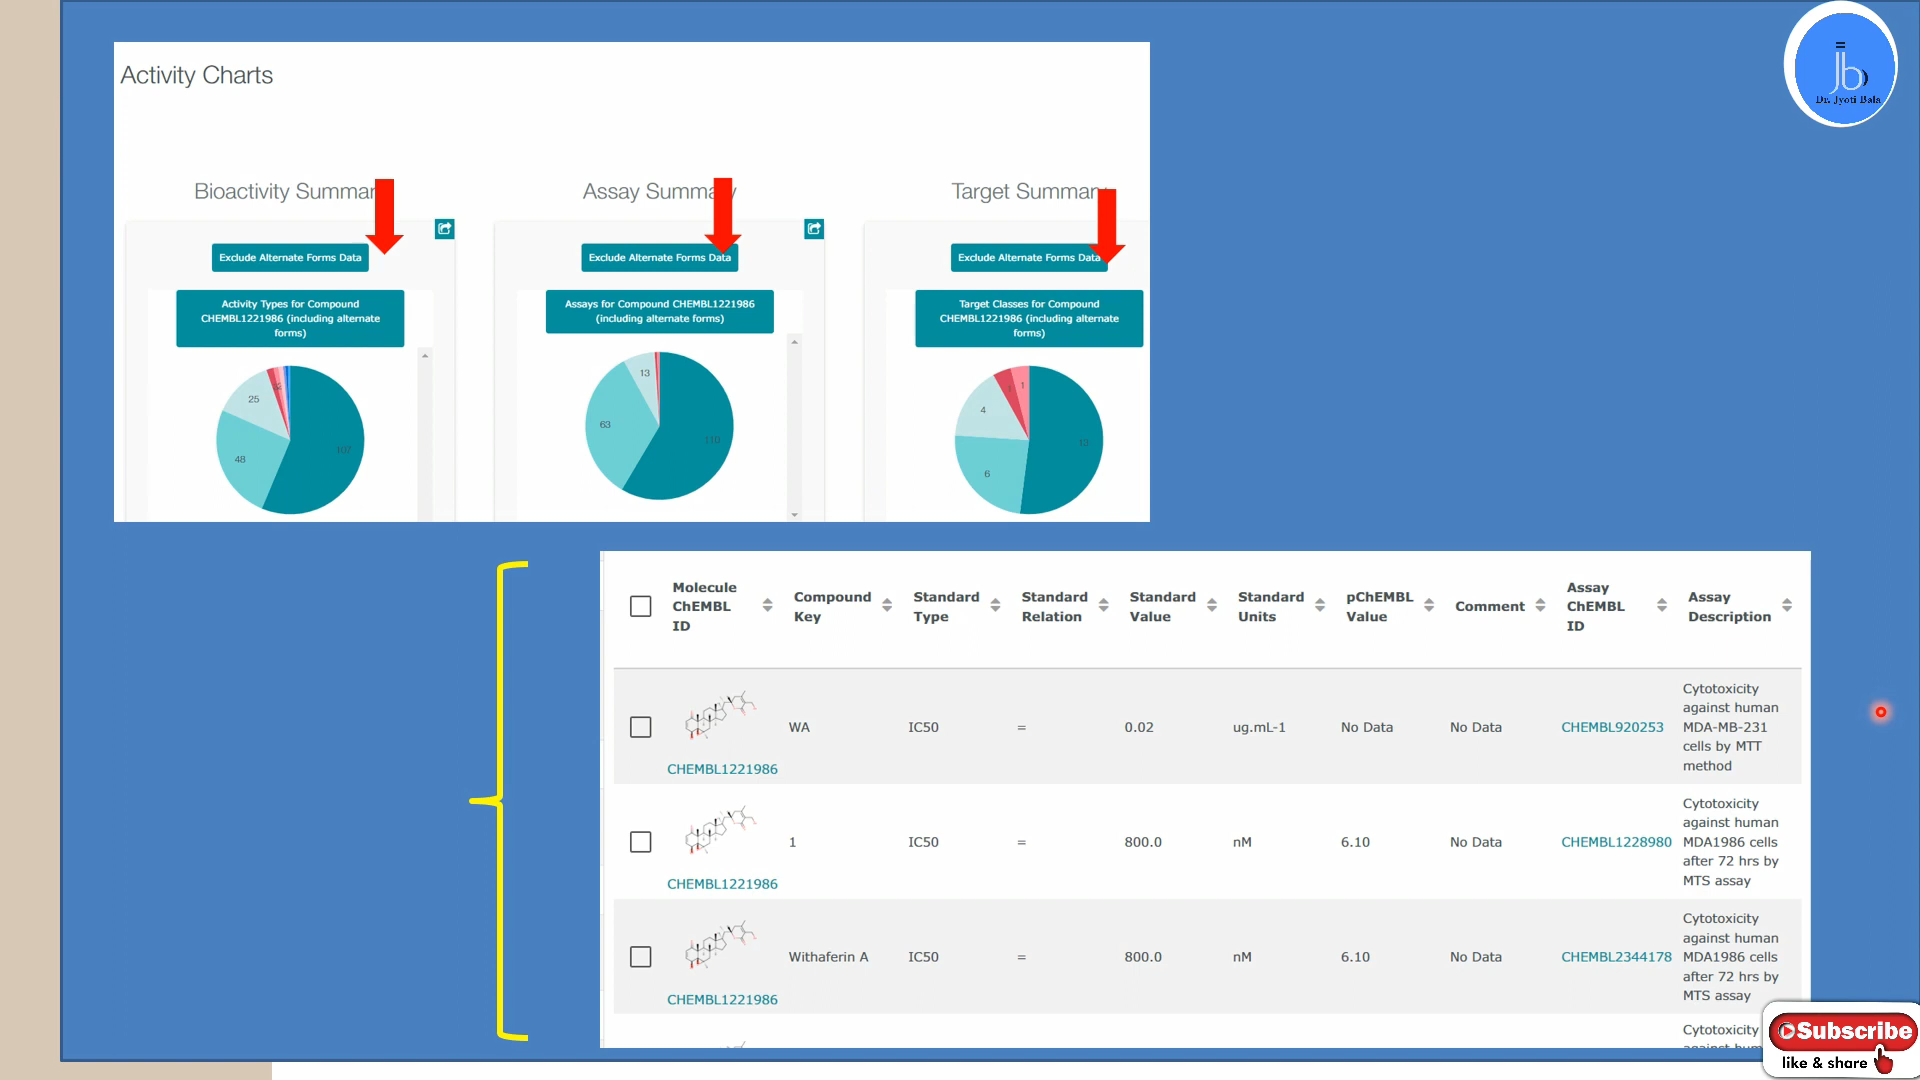 Activity Charts
Bioactivity Summar
Assay Summary
Target Summary
Exclude Alternate Forms Data
Exclude Alternate Forms Data
Exclude Alternate Forms Data
Activity Types for Compound
CHEMBL1221986 (including alternate
forms)
Assays for Compound CHEMBL1221986
(including alternate forms)
Target Classes for Compound
CHEMBL1221986 (including alternate
forms)
25
48
107
13
63
110
4
1
6
13
Dr. Jyoti Bala
Molecule
ChEMBL
ID
Compound
Key
Standard
Type
Standard
Relation
Standard
Value
Standard
Units
pChEMBL
Value
Comment
Assay
ChEMBL
ID
Assay
Description
CHEMBL1221986
WA
IC50
=
0.02
ug.mL-1
No Data
No Data
CHEMBL920253
Cytotoxicity
against human
MDA-MB-231
cells by MTT
method
CHEMBL1221986
1
IC50
=
800.0
nM
6.10
No Data
CHEMBL1228980
Cytotoxicity
against human
MDA1986 cells
after 72 hrs by
MTS assay
CHEMBL1221986
Withaferin A
IC50
=
800.0
nM
6.10
No Data
CHEMBL2344178
Cytotoxicity
against human
MDA1986 cells
after 72 hrs by
MTS assay
Cytotoxicity
Subscribe
like & share